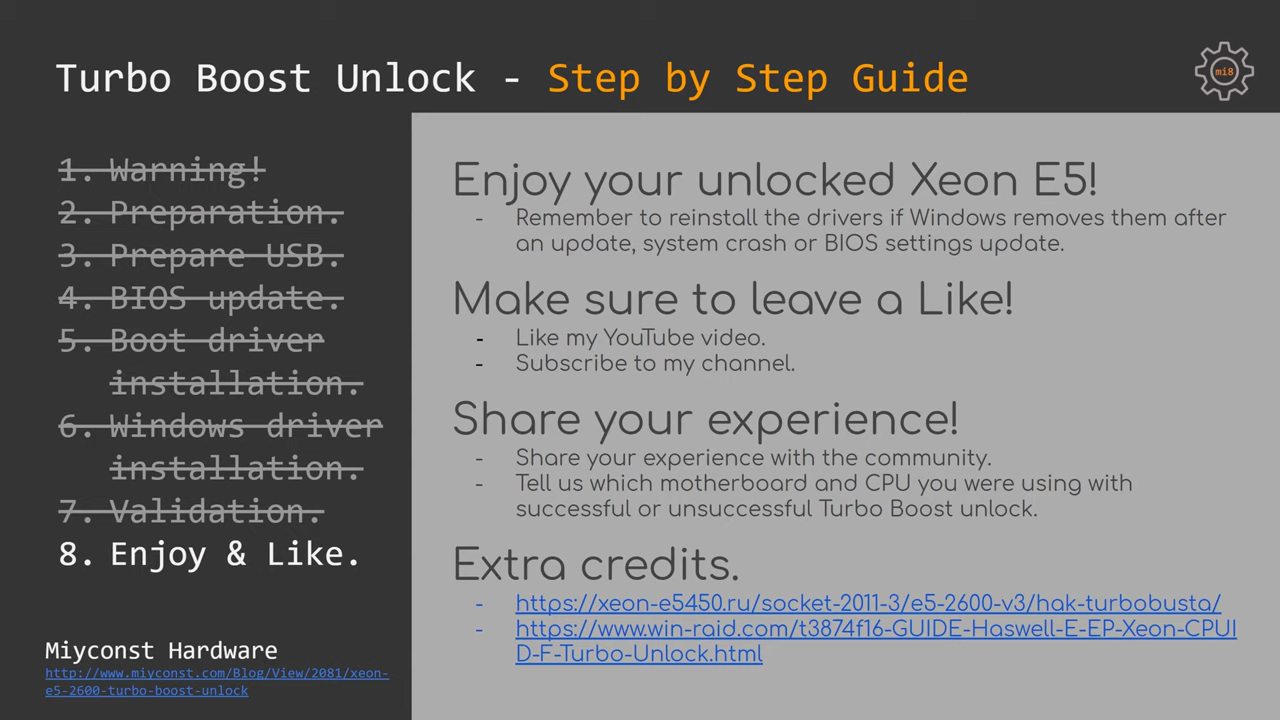 Turbo Boost Unlock - Step by Step Guide
mi8
1. Warning!
2. Preparation.
3. Prepare USB.
4. BIOS update.
5. Boot driver
installation.
6. Windows driver
installation.
7. Validation.
8. Enjoy & Like.
Miyconst Hardware
http://www.miyconst.com/Blog/View/2081/xeon-
e5-2600-turbo-boost-unlock
Enjoy your unlocked Xeon E5!
- Remember to reinstall the drivers if Windows removes them after
an update, system crash or BIOS settings update.
Make sure to leave a Like!
- Like my YouTube video.
- Subscribe to my channel.
Share your experience!
- Share your experience with the community.
- Tell us which motherboard and CPU you were using with
successful or unsuccessful Turbo Boost unlock.
Extra credits.
- https://xeon-e5450.ru/socket-2011-3/e5-2600-v3/hak-turbobusta/
- https://www.win-raid.com/t3874f16-GUIDE-Haswell-E-EP-Xeon-CPUI
D-F-Turbo-Unlock.html